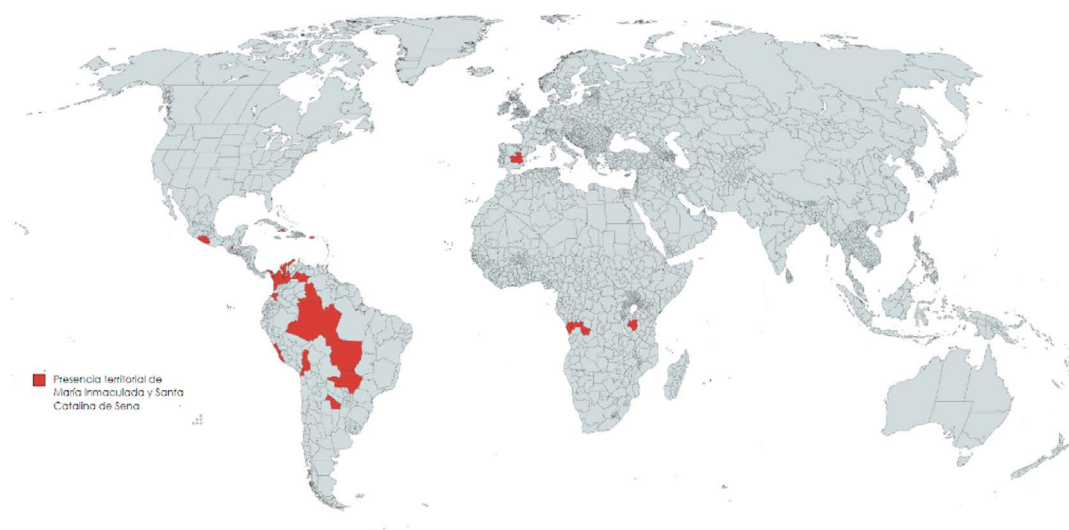 Presencia territorial de
María Inmaculada y Santa
Catalina de Sena